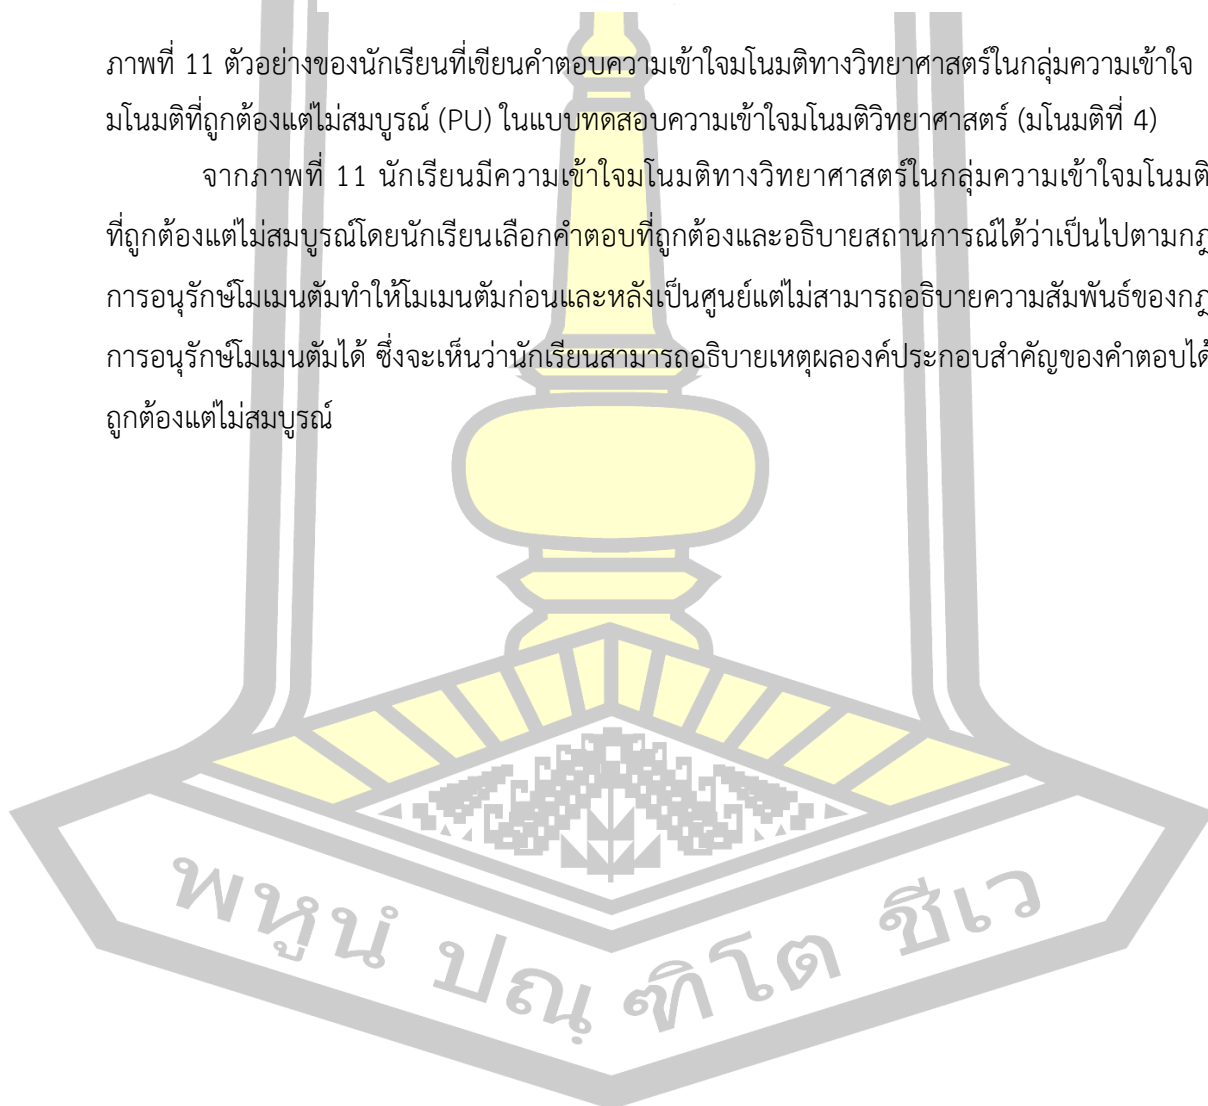 ภาพที่ 11 ตัวอย่างของนักเรียนที่เขียนคำตอบความเข้าใจมโนมติทางวิทยาศาสตร์ในกลุ่มความเข้าใจ
มโนมติที่ถูกต้องแต่ไม่สมบูรณ์ (PU) ในแบบทดสอบความเข้าใจมโนมติวิทยาศาสตร์ (มโนมติที่ 4)
จากภาพที่ 11 นักเรียนมีความเข้าใจมโนมติทางวิทยาศาสตร์ในกลุ่มความเข้าใจมโนมติ
ที่ถูกต้องแต่ไม่สมบูรณ์โดยนักเรียนเลือกคำตอบที่ถูกต้องและอธิบายสถานการณ์ได้ว่าเป็นไปตามกฎ
การอนุรักษ์โมเมนตัมทำให้โมเมนตัมก่อนและหลังเป็นศูนย์แต่ไม่สามารถอธิบายความสัมพันธ์ของกฎ
การอนุรักษ์โมเมนตัมได้ ซึ่งจะเห็นว่านักเรียนสามารถอธิบายเหตุผลองค์ประกอบสำคัญของคำตอบได้
ถูกต้องแต่ไม่สมบูรณ์
พหูนํ ปณฺฑิโต ชีเว